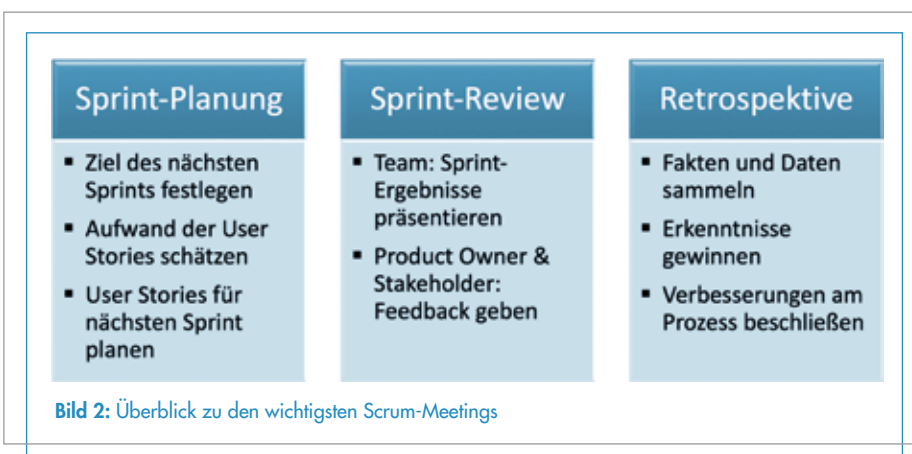 Sprint-Planung
▪ Ziel des nächsten
Sprints festlegen
▪ Aufwand der User
Stories schätzen
▪ User Stories für
nächsten Sprint
planen
Sprint-Review
▪ Team: Sprint-
Ergebnisse
präsentieren
▪ Product Owner &
Stakeholder:
Feedback geben
Retrospektive
▪ Fakten und Daten
sammeln
▪ Erkenntnisse
gewinnen
▪ Verbesserungen am
Prozess beschließen
Bild 2: Überblick zu den wichtigsten Scrum-Meetings